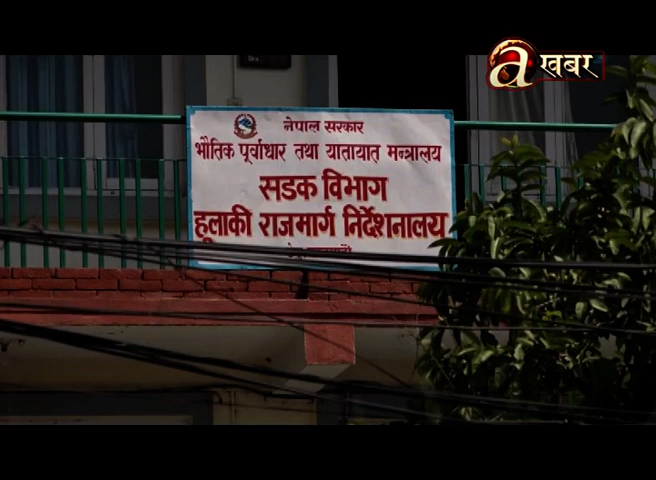 a खबर
नेपाल सरकार
भौतिक पूर्वाधार तथा यातायात मन्त्रालय
सडक विभाग
हुलाकी राजमार्ग निर्देशनालय